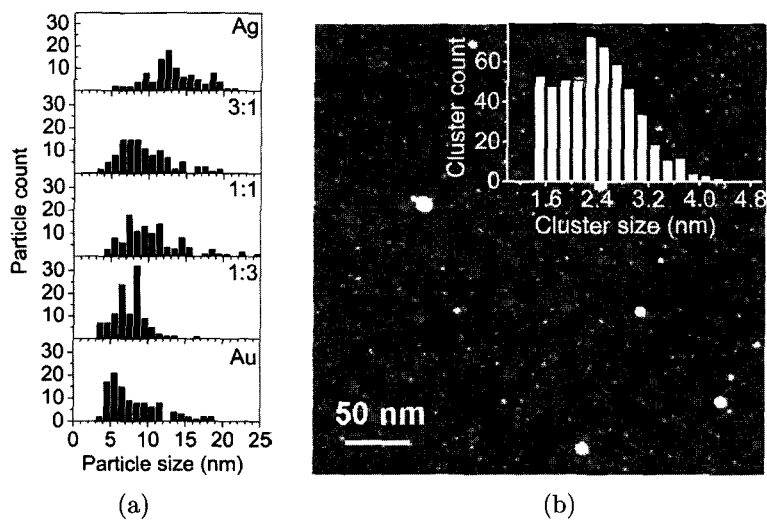 30
20
10
Ag
30
20
10
3:1
30
20
10
1:1
30
20
10
1:3
30
20
10
0
Au
0 5 10 15 20 25
Particle count
Particle size (nm)
(a)
60
40
20
0
Cluster count
1.6 2.4 3.2 4.0 4.8
Cluster size (nm)
50 nm
(b)